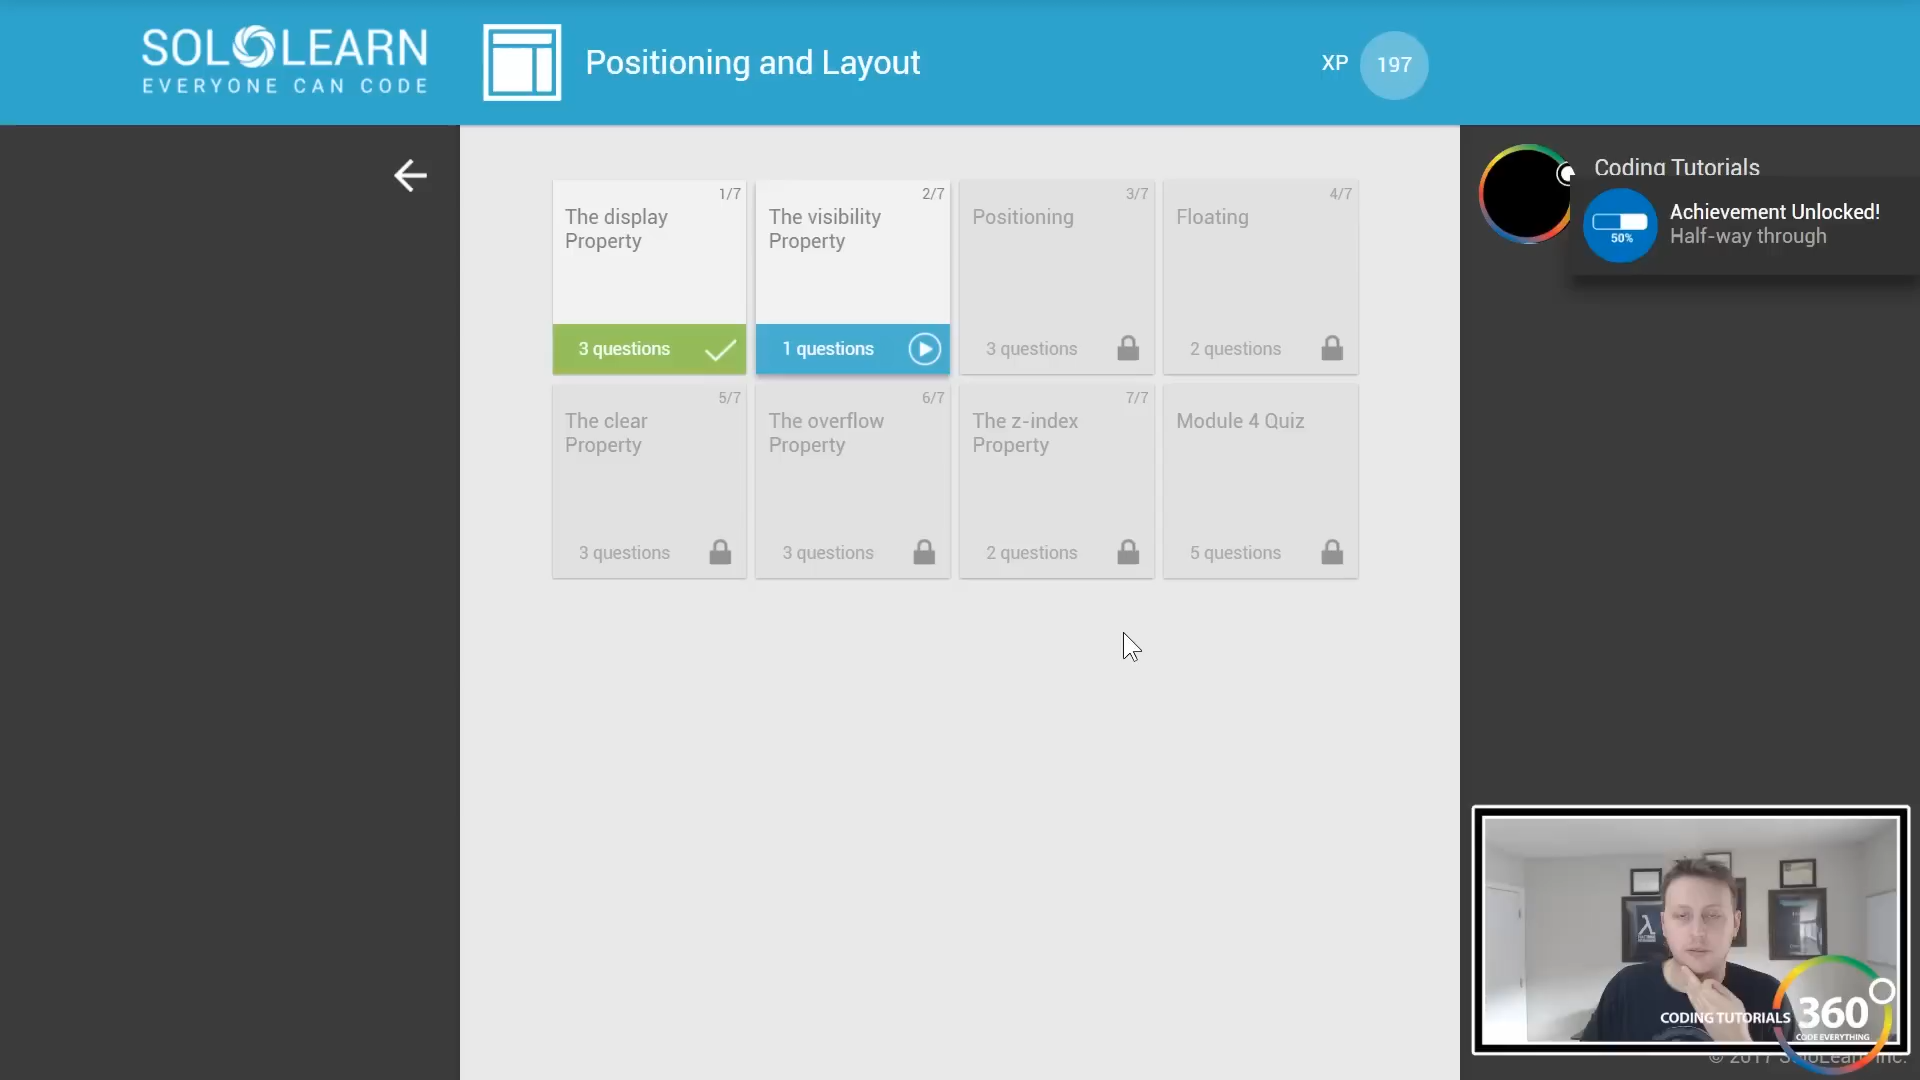 SOLOLEARN
EVERYONE CAN CODE
Positioning and Layout
XP 197
Coding Tutorials
Achievement Unlocked!
Half-way through
50%
1/7
The display
Property
3 questions
2/7
The visibility
Property
1 questions
3/7
Positioning
3 questions
4/7
Floating
2 questions
5/7
The clear
Property
3 questions
6/7
The overflow
Property
3 questions
7/7
The z-index
Property
2 questions
Module 4 Quiz
5 questions
CODING TUTORIALS 360
CODE EVERYTHING
© 2017 SoloLearn Inc.